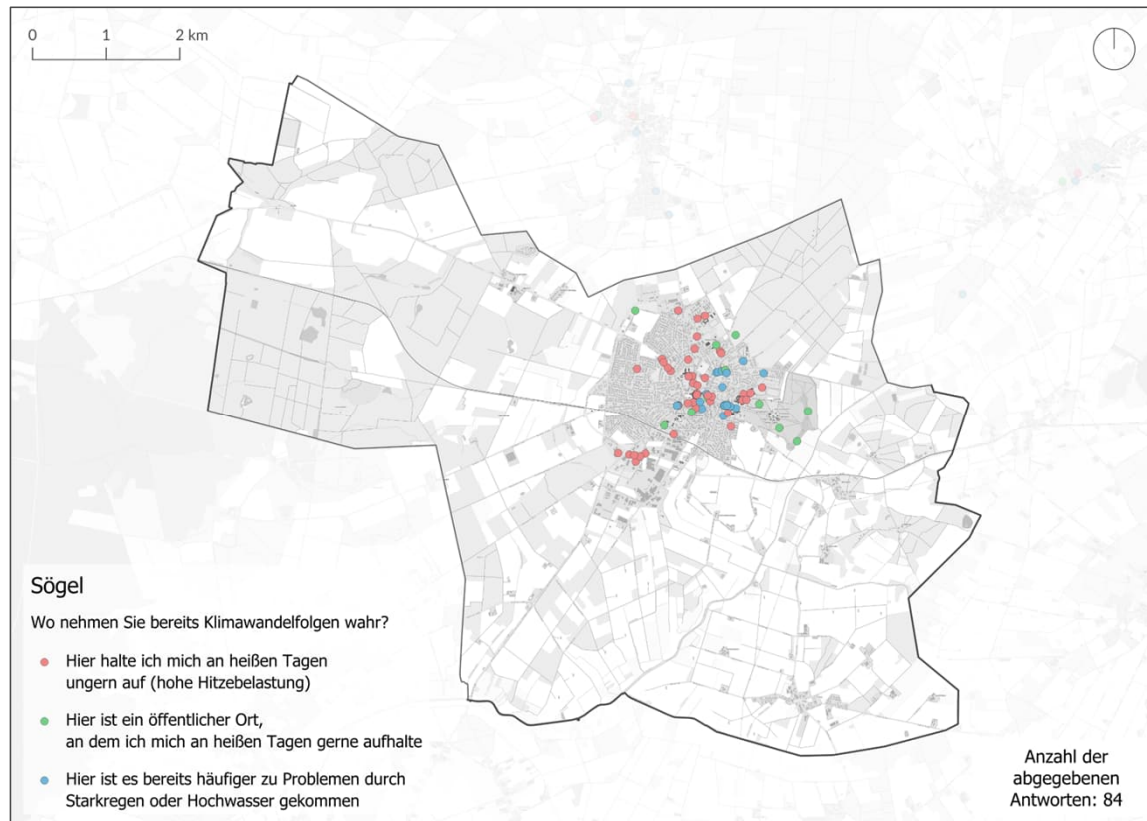 0 1 2 km
Sögel
Wo nehmen Sie bereits Klimawandelfolgen wahr?
Hier halte ich mich an heißen Tagen
ungern auf (hohe Hitzebelastung)
Hier ist ein öffentlicher Ort,
an dem ich mich an heißen Tagen gerne aufhalte
Hier ist es bereits häufiger zu Problemen durch
Starkregen oder Hochwasser gekommen
Anzahl der
abgegebenen
Antworten: 84